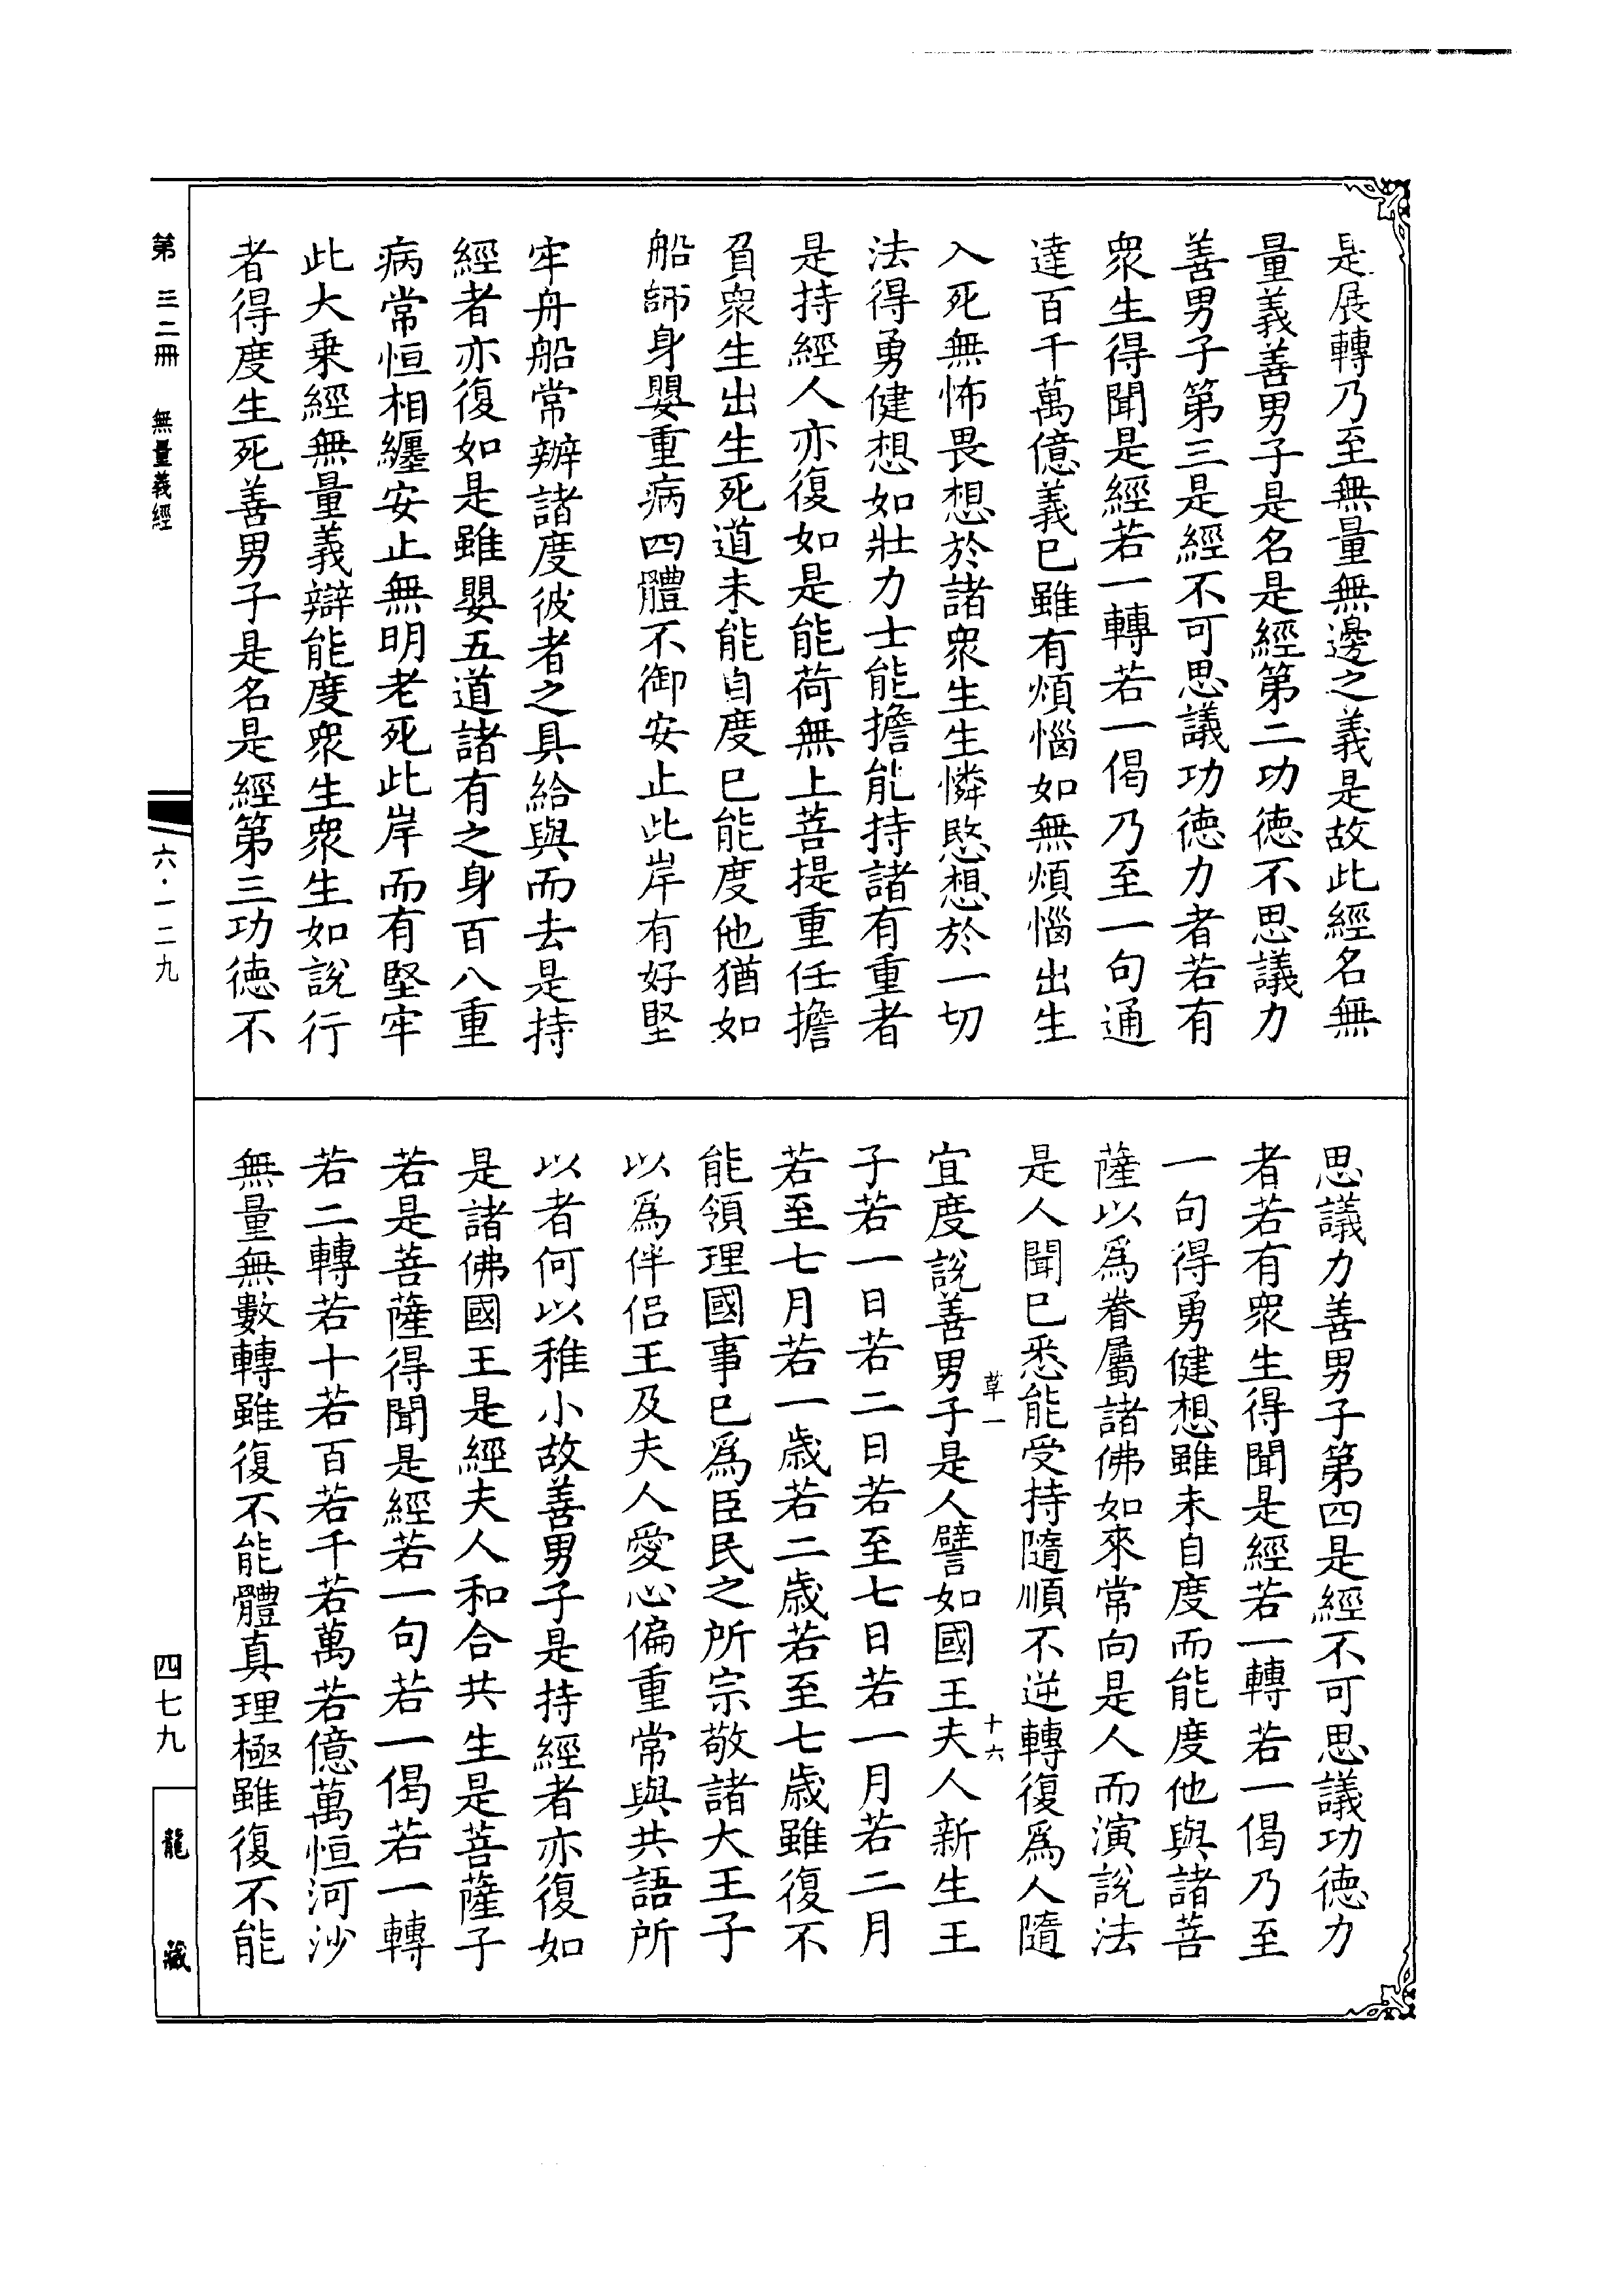 是展轉乃至無量無邊之義是故此經名無
量義善男子是名是經第二功徳不思議力
善男子第三是經不可思議功徳力者若有
衆生得聞是經若一轉若一偈乃至一句通
達百千萬億義已雖有煩惱如無煩惱出生
入死無怖畏想於諸衆生生憐愍想於一切
法得勇健想如壯力士能擔能持諸有重者
是持經人亦復如是能荷無上菩提重任擔
負衆生出生死道未能自度已能度他猶如
船師身嬰重病四體不御安止此岸有好堅
牢舟船常辦諸度彼者之具給與而去是持
經者亦復如是雖嬰五道諸有之身百八重
病常恒相纏安止無明老死此岸而有堅牢
此大乗經無量義辯能度衆生衆生如說行
者得度生死善男子是名是經第三功徳不
思議力善男子第四是經不可思議功徳力
者若有衆生得聞是經若一轉若一偈乃至
一句得勇健想雖未自度而能度他與諸菩
薩以爲眷屬諸佛如來常向是人而演說法
是人聞已悉能受持隨順不逆轉復爲人隨
草一
十六
宜度說善男子是人譬如國王夫人新生王
子若一日若二日若至七日若一月若二月
若至七月若一歳若二歳若至七歳雖復不
能領理國事已爲臣民之所宗敬諸大王子
以爲伴侶王及夫人愛心偏重常與共語所
以者何以稚小故善男子是持經者亦復如
是諸佛國王是經夫人和合共生是菩薩子
若是菩薩得聞是經若一句若一偈若一轉
若二轉若十若百若千若萬若億萬恒河沙
無量無數轉雖復不能體真理極雖復不能
第三二冊 無量義經
六·一二九
四七九
龍藏